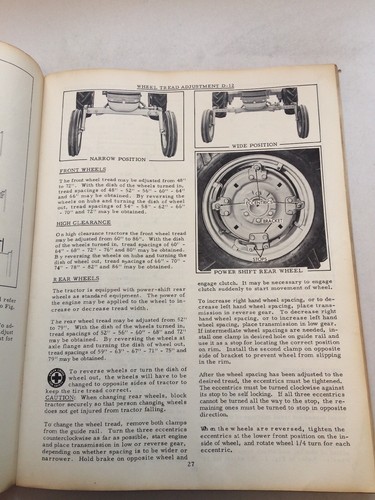 WHEEL TREAD ADJUSTMENT D-15
NARROW POSITION
WIDE POSITION
FRONT WHEELS
The front wheel tread may be adjusted from 48"
to 72". With the disk of the wheels turned in,
tread spacings of 48" - 52" - 56" - 60" - 64"
and 68" may be obtained. By reversing the
wheels on hubs and turning the disk of wheel
out, tread spacings of 54" - 58" - 62" - 66"
- 70" and 72" may be obtained.
HIGH CLEARANCE
On a high clearance tractors the front wheel tread
may be adjusted from 60" to 86". With the dish
of the wheels turned in, tread spacings of 60" -
64" - 68" - 72" - 76" and 80" may be obtained.
By reversing the wheels on hubs and turning the
dish of wheel out, tread spacings of 66" - 70" -
74" - 78" - 82" and 86" may be obtained.
REAR WHEELS
The tractor is equipped with power-shift rear
wheels as standard equipment. The power of
the engine may be applied to the wheel to in-
crease or decrease tread width.
The rear wheel tread may be adjusted from 52"
to 79". With the dish of the wheels turned in,
tread spacings of 52" - 56" - 60" - 68" and 72"
may be obtained. By reversing the wheels at
axle flange and turning the dish of wheel out,
tread spacings of 59" - 63" - 67" - 71" - 75" and
79" may be obtained.
To reverse wheels or turn the dish of
wheel out, the wheels will have to be
changed to opposite sides of tractor to
keep the tire tread correct.
CAUTION: When changing rear wheels, block
tractor securely so that person changing wheels
does not get injured from tractor falling.
To change the wheel tread, remove both clamps
from the guide rail. Turn the three eccentrics
counterclockwise as far as possible, start engine
and place transmission in low or reverse gear,
depending on whether spacing is to be wider or
narrower. Hold brake on opposite wheel and
STOP
POWER SHIFT REAR WHEEL
engage clutch. It may be necessary to engage
clutch suddenly to start movement of wheel.
To increase right hand wheel spacing, or to de-
crease left hand wheel spacing, place trans-
mission in reverse gear. To decrease right
hand wheel spacing, or to increase left hand
wheel spacing, place transmission in low gear.
If intermediate wheel spacings are needed, in-
stall one clamp in desired hole on guide rail and
use it as a stop for locating the correct position
on rim. Install the second clamp on opposite
side of bracket to prevent wheel from slipping
in the rim.
After the wheel spacing has been adjusted to the
desired tread, the eccentrics must be tightened.
The eccentrics must be turned clockwise against
its stop to be self locking. If all three eccentrics
cannot be turned all the way to the stop, the re-
maining ones must be turned to stop in opposite
direction.
When wheels are reversed, tighten the
eccentrics at the lower front position on the in-
side of wheel, and rotate wheel 1/4 turn for each
eccentric.
27